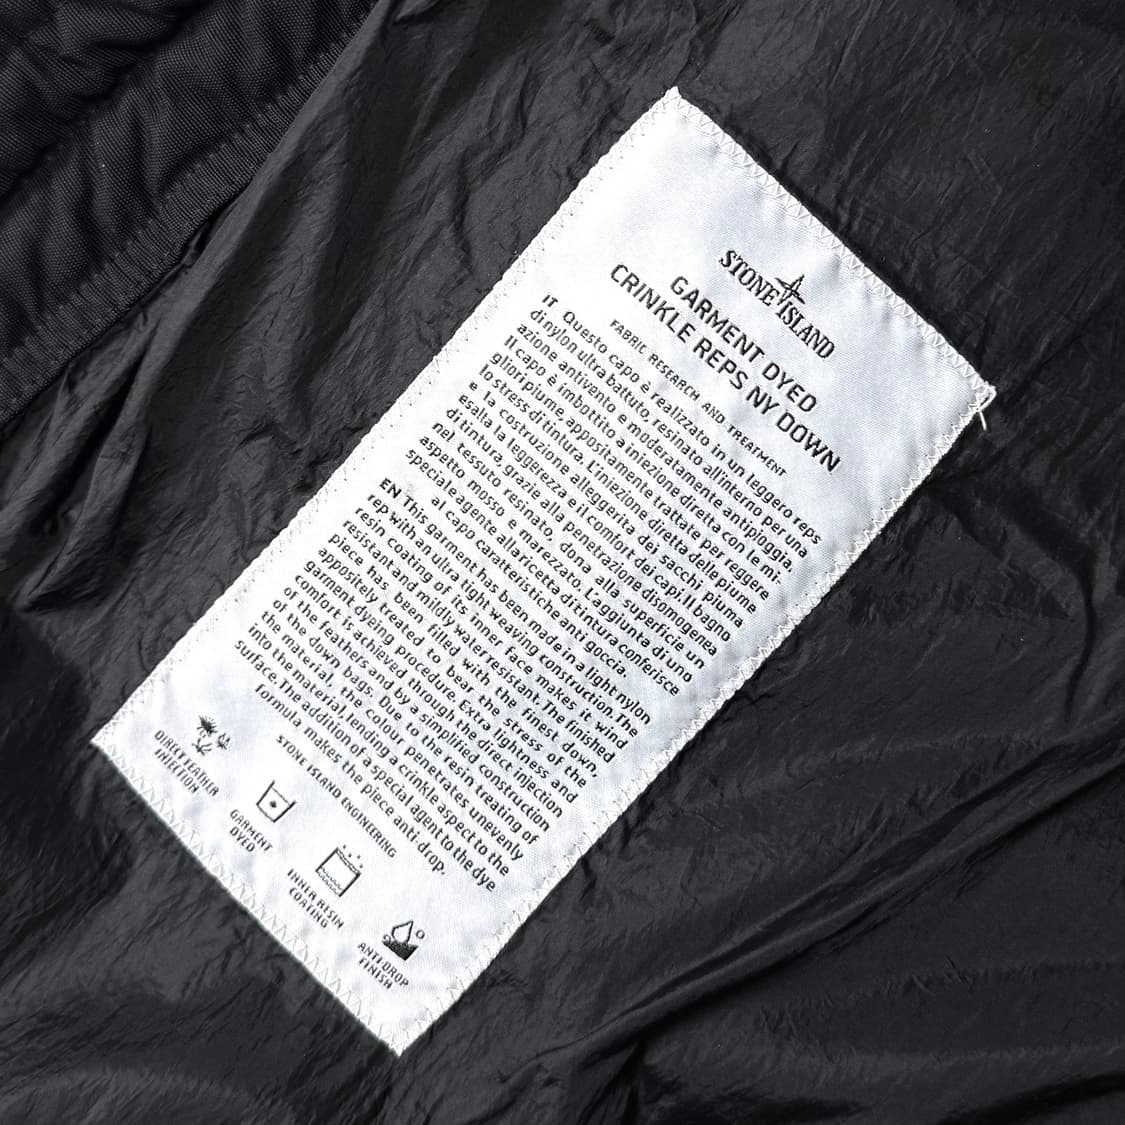 STONE ISLAND
GARMENT DYED
CRINKLE REPS NY DOWN
FABRIC RESEARCH AND TREATMENT
IT Questo capo è realizzato in un leggero reps
di nylon ultra battuto, resinato all'interno per una
azione antivento e moderatamente antipioggia.
Il capo è imbottito a iniezione diretta con le mi-
gliori piume, appositamente trattate per reggere
lo stress di tintura. L'iniezione diretta delle piume
e la costruzione alleggerita dei sacchi piuma
esalta la leggerezza e il comfort dei capi. Il bagno
di tintura, grazie alla penetrazione disomogenea
nel tessuto resinato, dona alla superficie un
aspetto mosso e marezzato. L'aggiunta di uno
speciale agente alla ricetta di tintura conferisce
al capo caratteristiche anti goccia.
EN This garment has been made in a light nylon
rep with an ultra tight weaving construction. The
resin coating of its inner face makes it wind
resistant and mildly water resistant. The finished
piece has been filled with the finest down,
appositely treated to bear the stress of the
garment dyeing procedure. Extra lightness and
comfort is achieved through the direct injection
of the feathers and by a simplified construction
of the down bags. Due to the resin treating of
the material, the colour penetrates unevenly
into the material, lending a crinkle aspect to the
surface. The addition of a special agent to the dye
formula makes the piece anti-drop.
STONE ISLAND ENGINEERING
DIRECT FEATHER
INJECTION
GARMENT
DYED
INNER RESIN
COATING
ANTI-DROP
FINISH